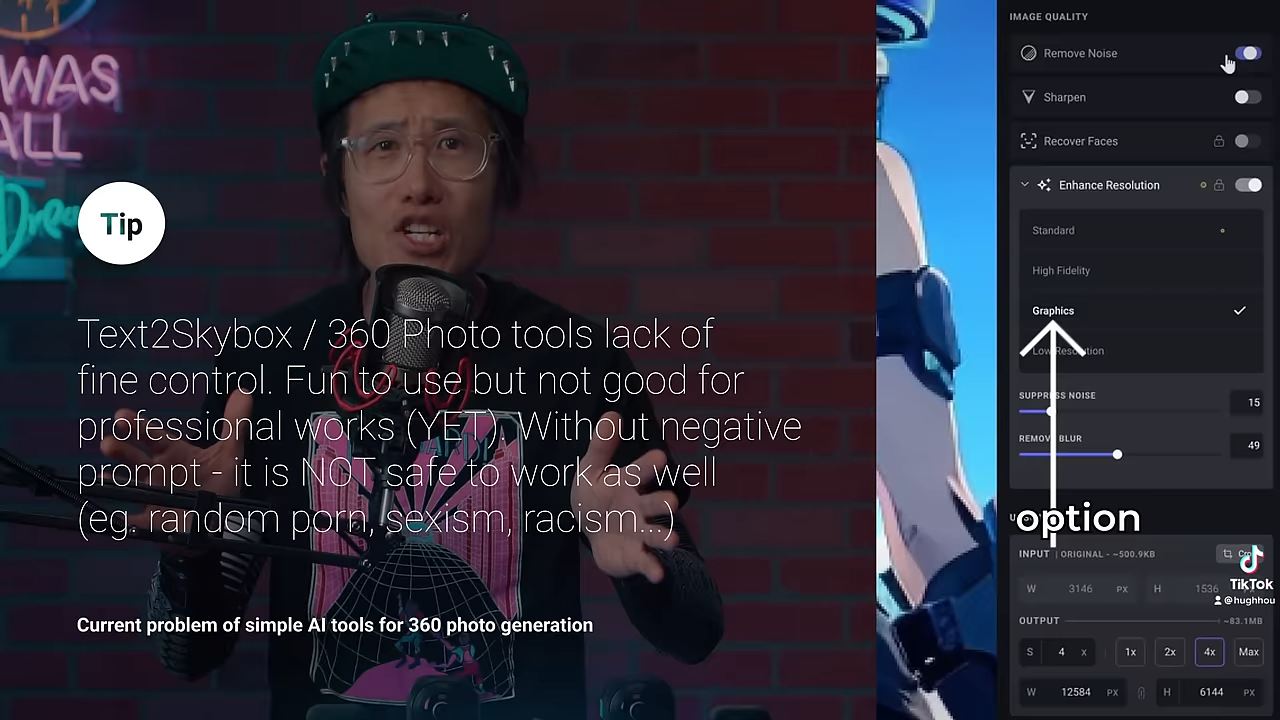 WAS
ALL
Drea
Tip
Text2Skybox / 360 Photo tools lack of
fine control. Fun to use but not good for
professional works (YET). Without negative
prompt - it is NOT safe to work as well
(eg. random porn, sexism, racism...)
Current problem of simple AI tools for 360 photo generation
IMAGE QUALITY
Remove Noise
Sharpen
Recover Faces
Enhance Resolution
Standard
High Fidelity
Graphics
Low Resolution
SUPPRESS NOISE
15
REMOVE BLUR
49
option
INPUT | ORIGINAL - ~500.9KB
W 3146 PX H 1536 PX
TikTok
@hughhou
OUTPUT ~83.1MB
S 4 x 1x 2x 4x Max
W 12584 PX H 6144 PX